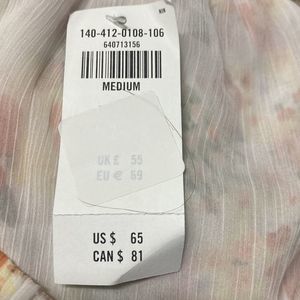 140-412-0108-106
640713156
MEDIUM
UK £ 55
EU € 69
US $ 65
CAN $ 81